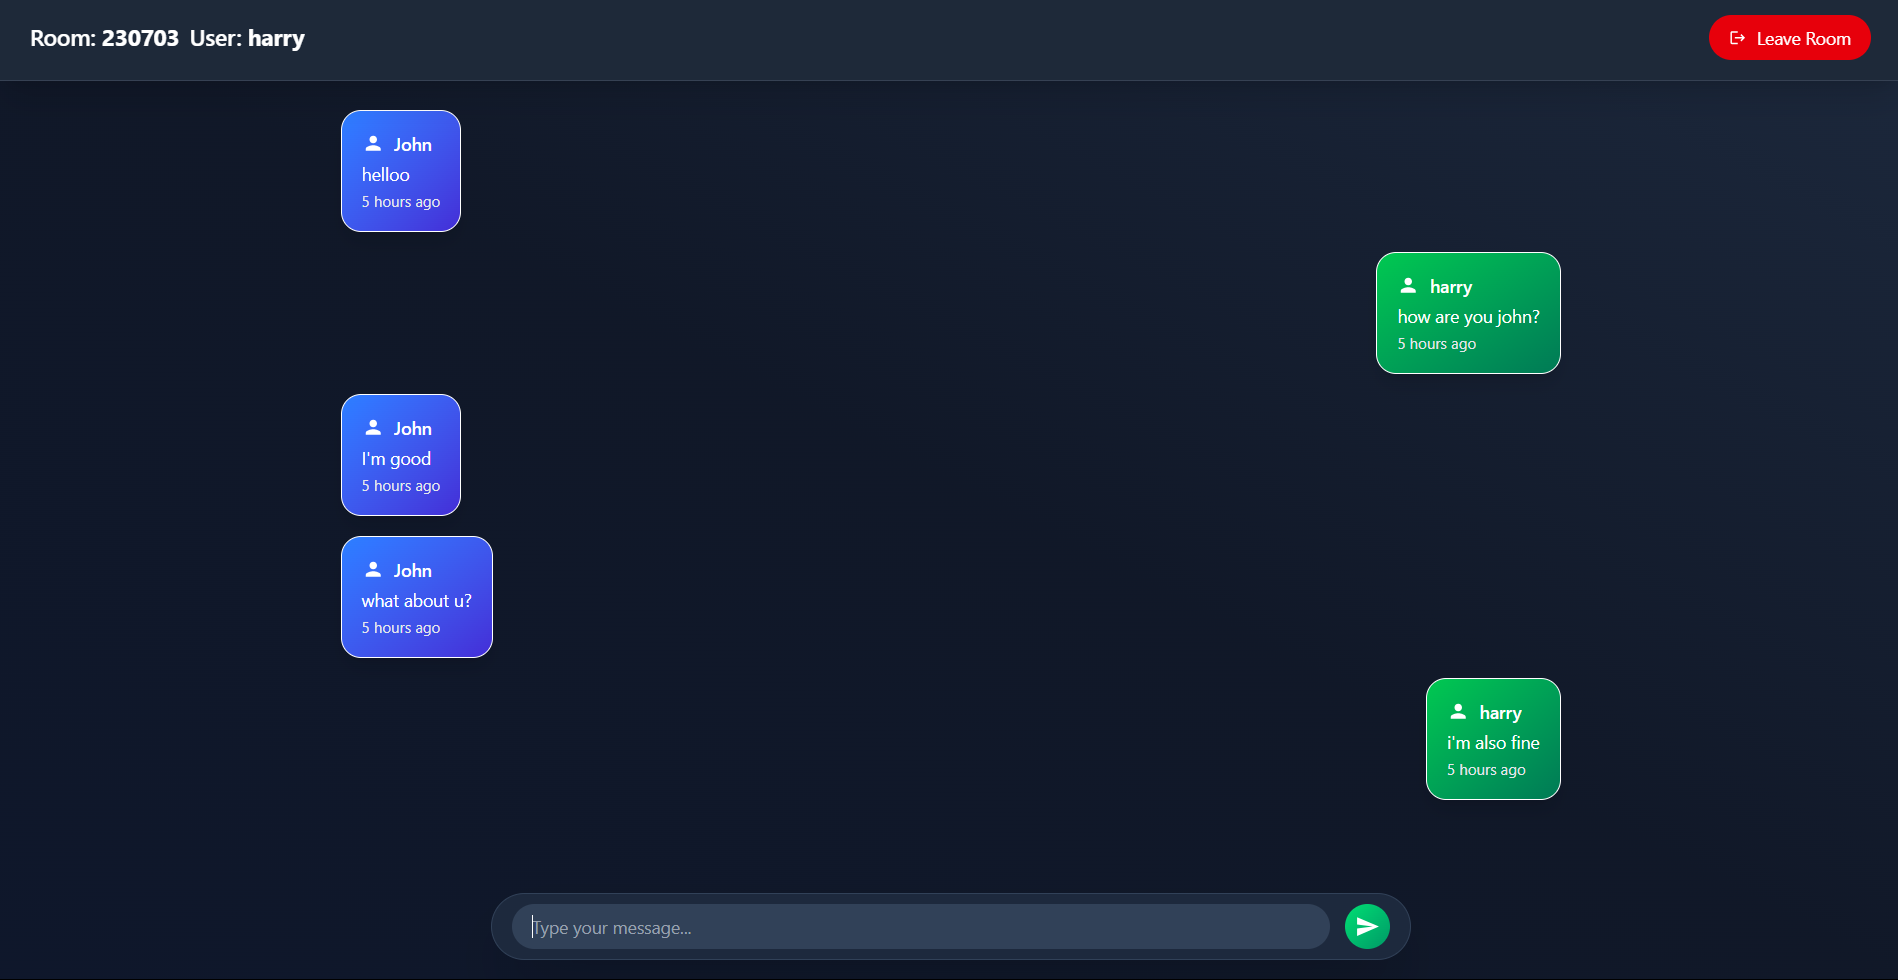 Room: 230703 User: harry
Leave Room
John
helloo
5 hours ago
harry
how are you john?
5 hours ago
John
I'm good
5 hours ago
John
what about u?
5 hours ago
harry
i'm also fine
5 hours ago
Type your message...